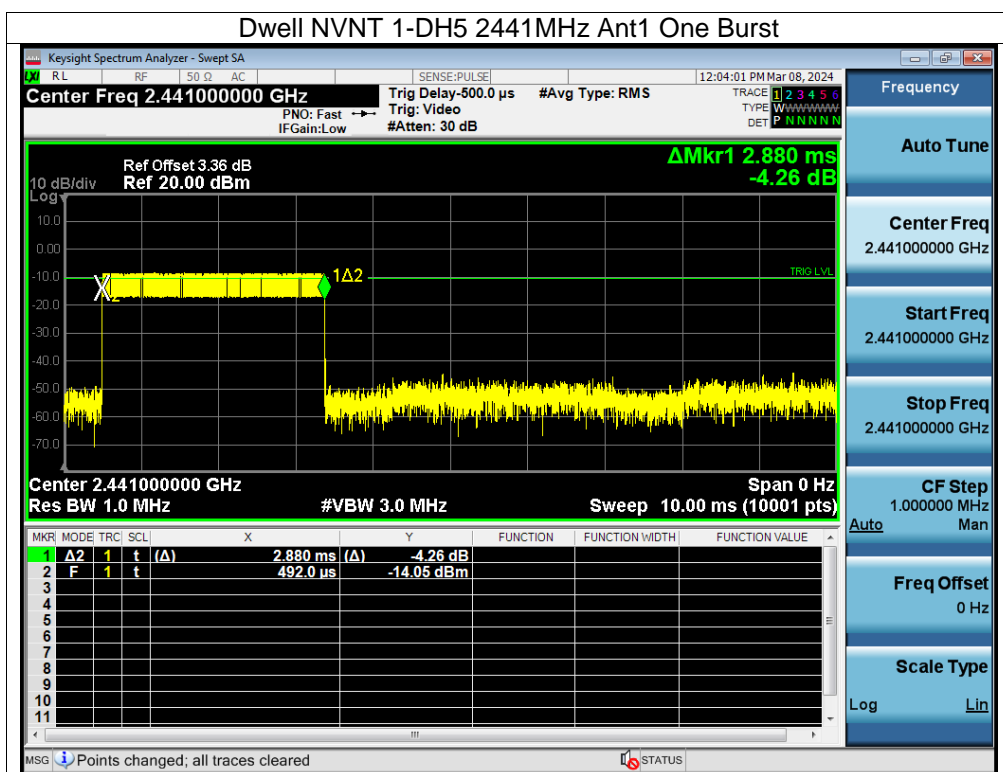 Dwell NVNT 1-DH5 2441MHz Ant1 One Burst
Keysight Spectrum Analyzer - Swept SA
LXI RL RF 50 Ω AC SENSE:PULSE 12:04:01 PM Mar 08, 2024
Center Freq 2.441000000 GHz
PNO: Fast
IFGain:Low
Trig Delay-500.0 µs
Trig: Video
#Atten: 30 dB
#Avg Type: RMS
TRACE 1 2 3 4 5 6
TYPE WWWWWW
DET P N N N N N
Frequency
Auto Tune
Center Freq
2.441000000 GHz
Start Freq
2.441000000 GHz
Stop Freq
2.441000000 GHz
CF Step
1.000000 MHz
Auto Man
Freq Offset
0 Hz
Scale Type
Log Lin
ΔMkr1 2.880 ms
-4.26 dB
Ref Offset 3.36 dB
10 dB/div Ref 20.00 dBm
Log
10.0
0.00
-10.0
-20.0
-30.0
-40.0
-50.0
-60.0
-70.0
X2
1Δ2
TRIG LVL
Center 2.441000000 GHz Span 0 Hz
Res BW 1.0 MHz #VBW 3.0 MHz Sweep 10.00 ms (10001 pts)
MKR MODE TRC SCL X Y FUNCTION FUNCTION WIDTH FUNCTION VALUE
1 Δ2 1 t (Δ) 2.880 ms (Δ) -4.26 dB
2 F 1 t 492.0 µs -14.05 dBm
3
4
5
6
7
8
9
10
11
MSG Points changed; all traces cleared STATUS